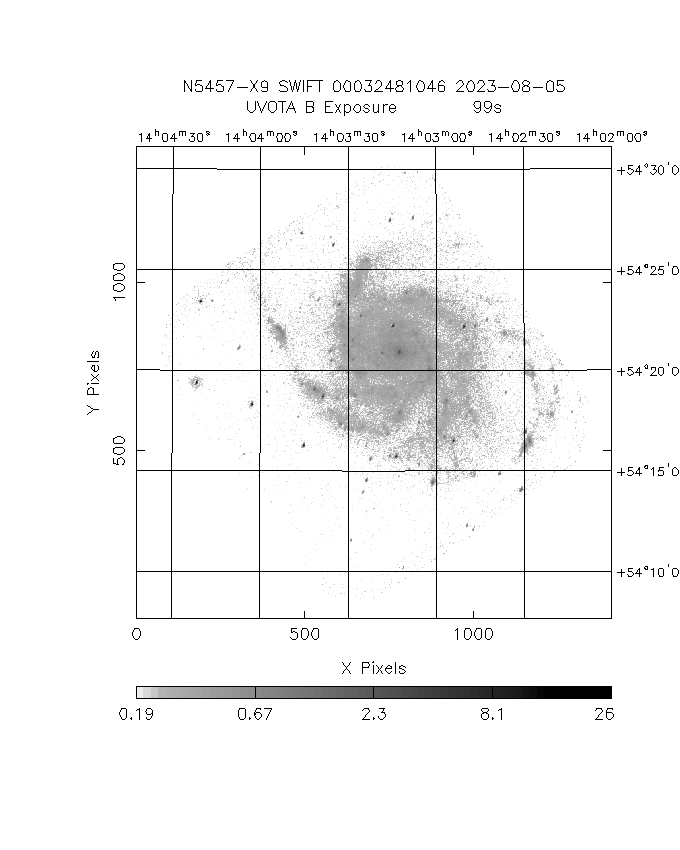 N5457-X9 SWIFT 00032481046 2023-08-05
UVOTA B Exposure 99s
14h04m30s 14h04m00s 14h03m30s 14h03m00s 14h02m30s 14h02m00s
+54°30'0
+54°25'0
+54°20'0
+54°15'0
+54°10'0
1000
500
Y Pixels
0 500 1000
X Pixels
0.19 0.67 2.3 8.1 26